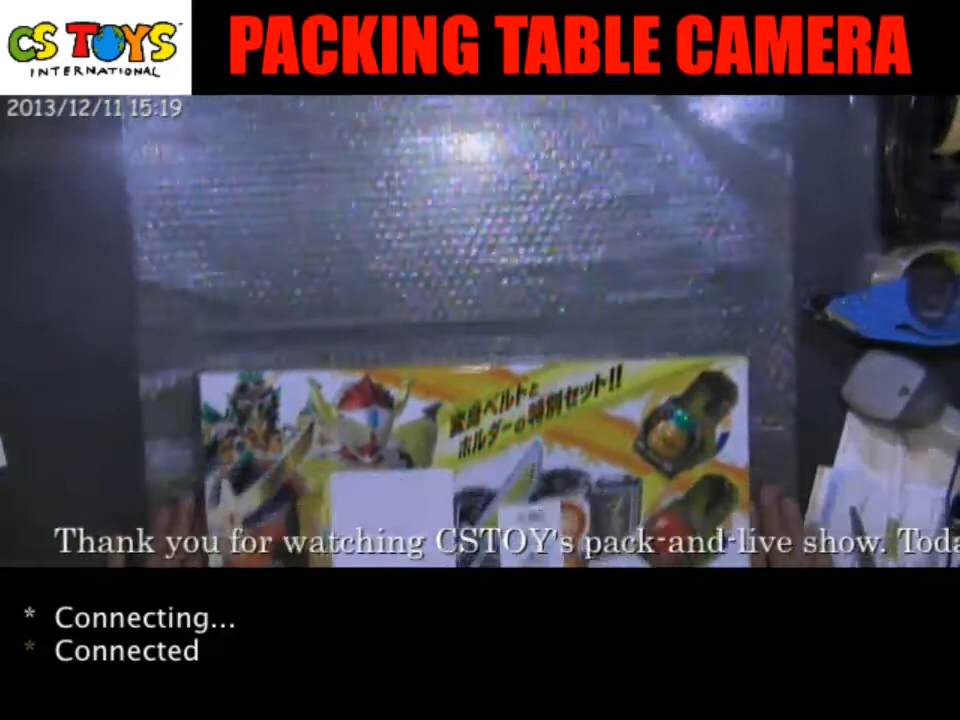 CS TOYS
INTERNATIONAL
PACKING TABLE CAMERA
2013/12/11 15:19
変身ベルトと
ホルダーの特別セット!!
Thank you for watching CSTOY's pack-and-live show. Toda
* Connecting...
* Connected